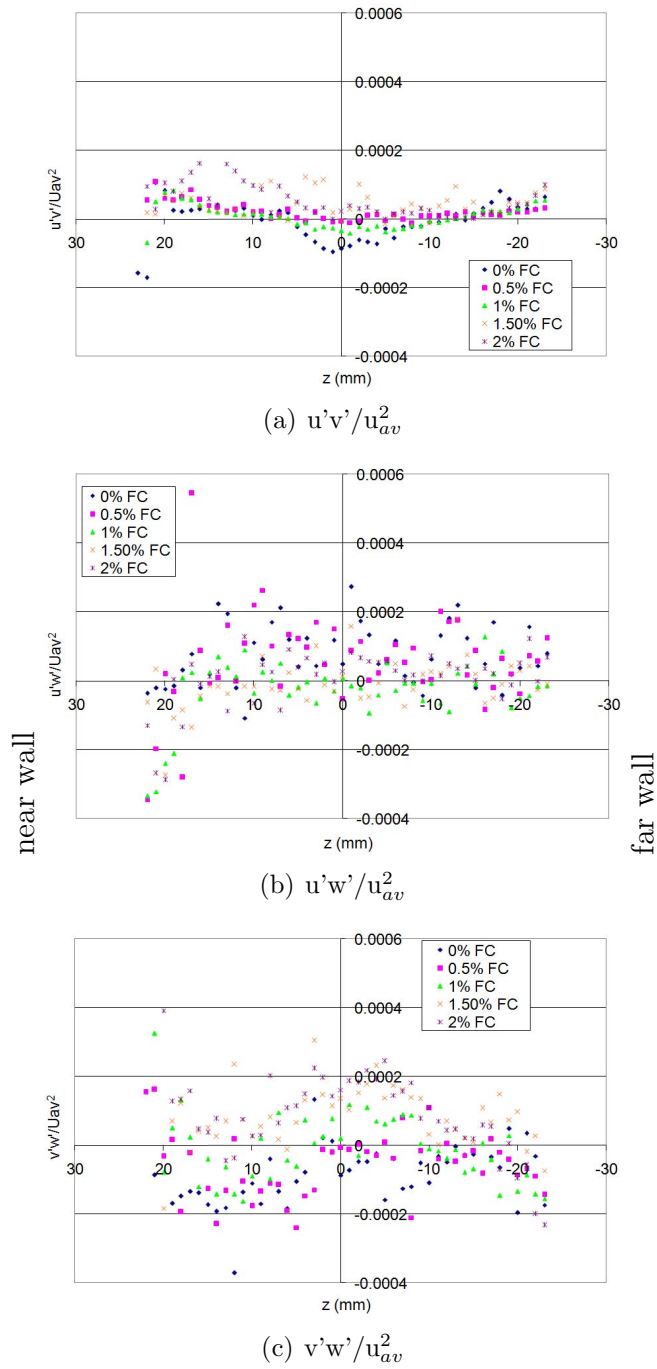 0.0006
0.0004
0.0002
0
-0.0002
-0.0004
30 20 10 0 -10 -20 -30
u'v'/Uav²
z (mm)
0% FC
0.5% FC
1% FC
1.50% FC
2% FC
(a) u'v'/u²av
0.0006
0.0004
0.0002
0
-0.0002
-0.0004
30 20 10 0 -10 -20 -30
u'w'/Uav²
z (mm)
0% FC
0.5% FC
1% FC
1.50% FC
2% FC
near wall
far wall
(b) u'w'/u²av
0.0006
0.0004
0.0002
0
-0.0002
-0.0004
30 20 10 0 -10 -20 -30
v'w'/Uav²
z (mm)
0% FC
0.5% FC
1% FC
1.50% FC
2% FC
(c) v'w'/u²av